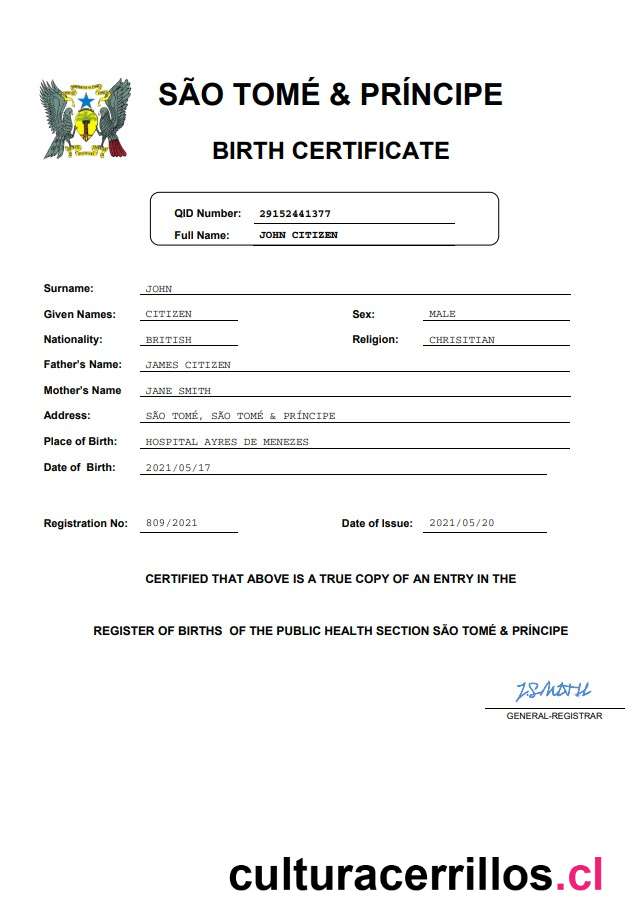 SÃO TOMÉ & PRÍNCIPE
BIRTH CERTIFICATE
QID Number: 29152441377
Full Name: JOHN CITIZEN
Surname: JOHN
Given Names: CITIZEN Sex: MALE
Nationality: BRITISH Religion: CHRISITIAN
Father's Name: JAMES CITIZEN
Mother's Name JANE SMITH
Address: SÃO TOMÉ, SÃO TOMÉ & PRÍNCIPE
Place of Birth: HOSPITAL AYRES DE MENEZES
Date of Birth: 2021/05/17
Registration No: 809/2021 Date of Issue: 2021/05/20
CERTIFIED THAT ABOVE IS A TRUE COPY OF AN ENTRY IN THE
REGISTER OF BIRTHS OF THE PUBLIC HEALTH SECTION SÃO TOMÉ & PRÍNCIPE
J.SMITH
GENERAL-REGISTRAR
culturacerrillos.cl